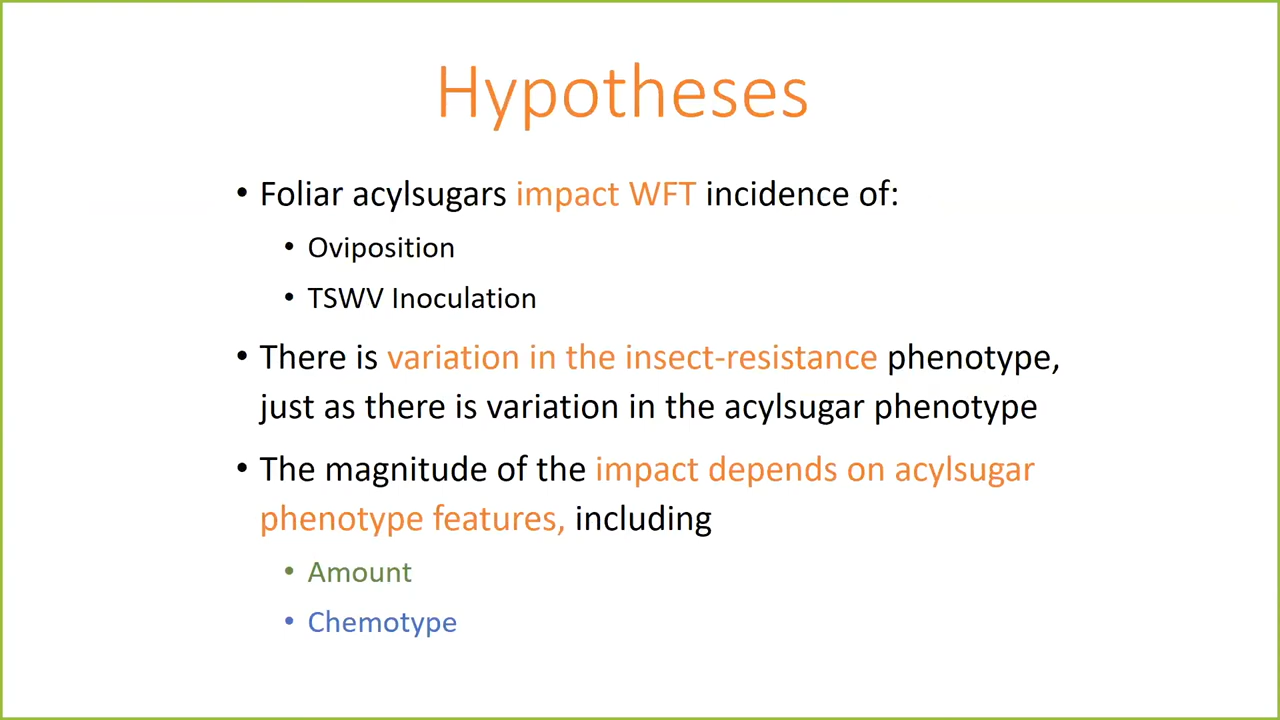 Hypotheses
• Foliar acylsugars impact WFT incidence of:
• Oviposition
• TSWV Inoculation
• There is variation in the insect-resistance phenotype,
just as there is variation in the acylsugar phenotype
• The magnitude of the impact depends on acylsugar
phenotype features, including
• Amount
• Chemotype